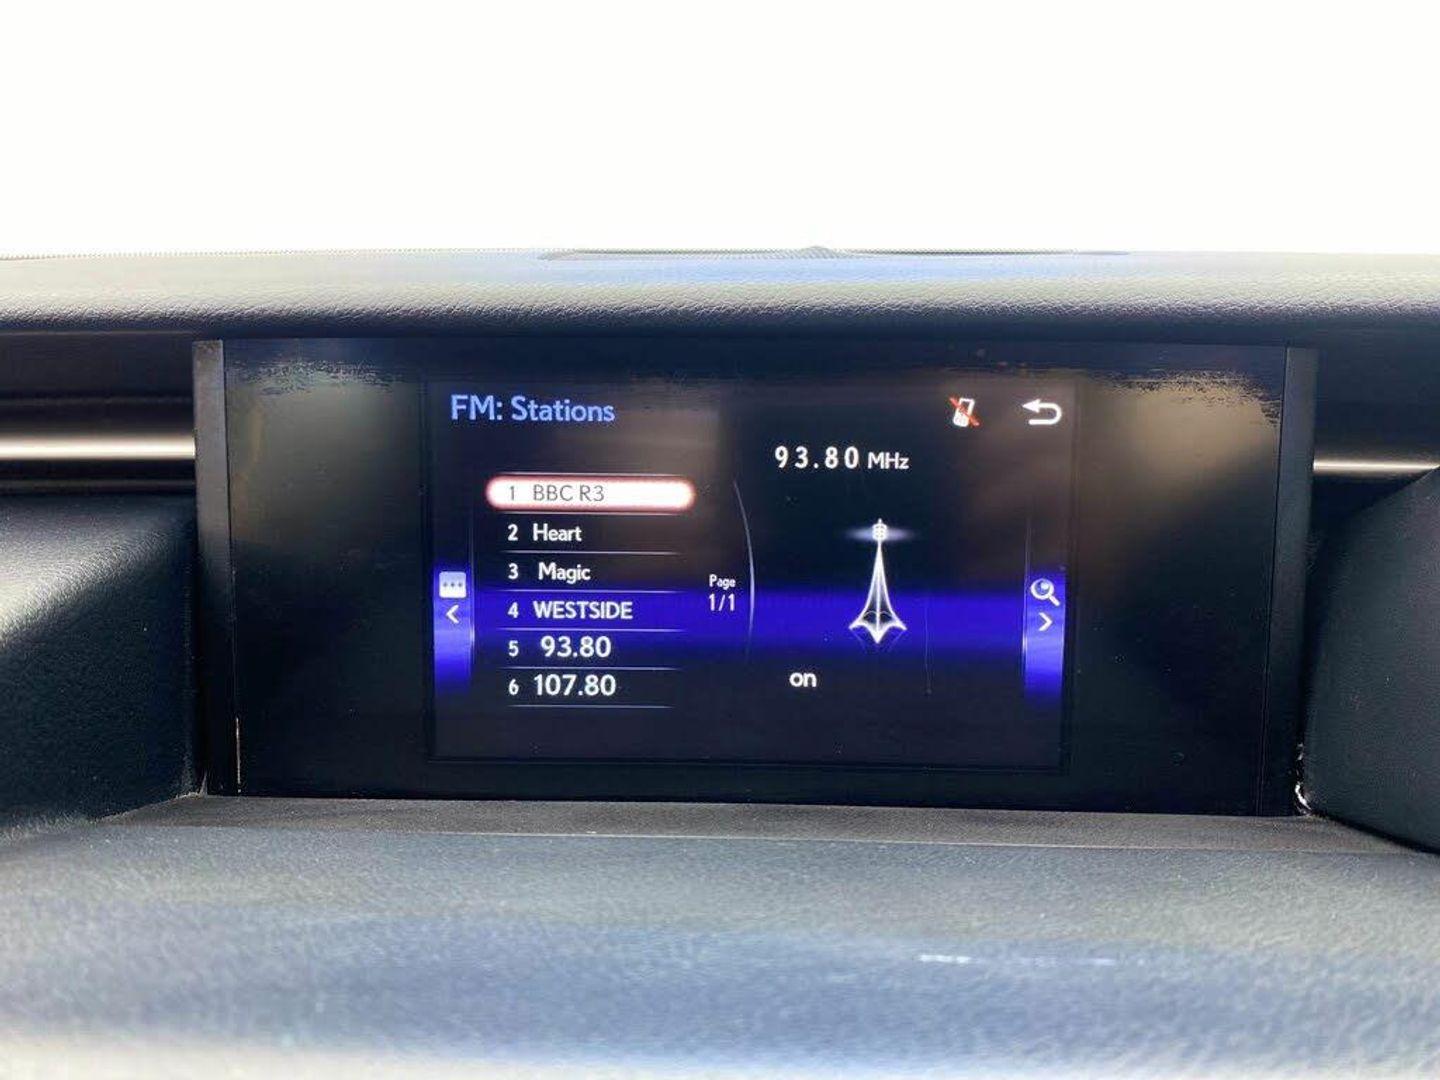 FM: Stations
93.80 MHz
1 BBC R3
2 Heart
3 Magic
4 WESTSIDE
5 93.80
6 107.80
Page
1/1
on